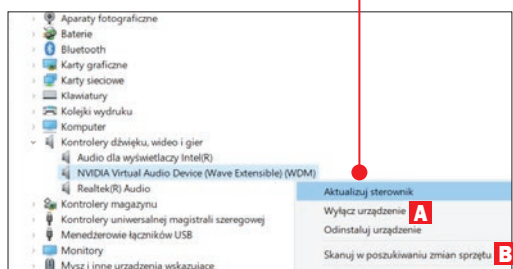 Aparaty fotograficzne
Baterie
Bluetooth
Karty graficzne
Karty sieciowe
Klawiatury
Kolejki wydruku
Komputer
Kontrolery dźwięku, wideo i gier
Audio dla wyświetlaczy Intel(R)
NVIDIA Virtual Audio Device (Wave Extensible) (WDM)
Realtek(R) Audio
Kontrolery magazynu
Kontrolery uniwersalnej magistrali szeregowej
Menedżerowie łączników USB
Monitory
Mysz i inne urządzenia wskazujące
Aktualizuj sterownik
Wyłącz urządzenie A
Odinstaluj urządzenie
Skanuj w poszukiwaniu zmian sprzętu B